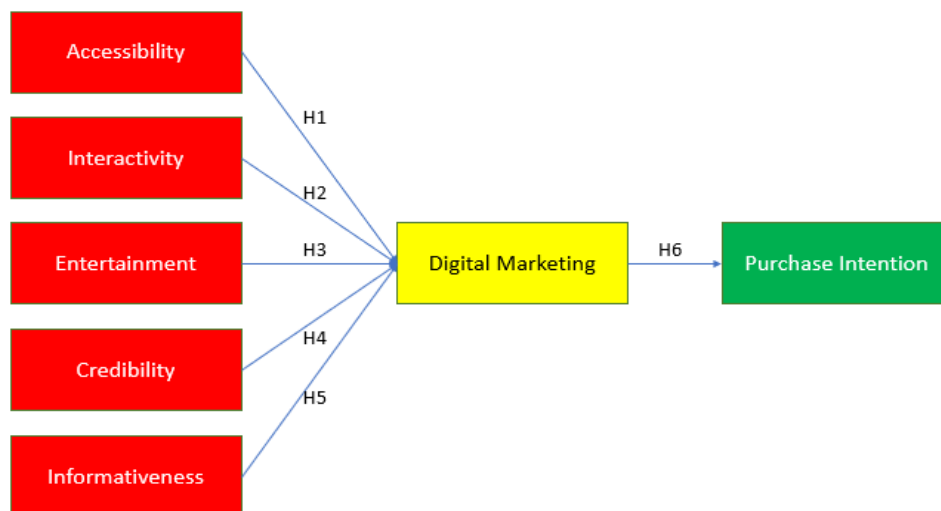 Accessibility
H1
Interactivity
H2
Entertainment
H3
Digital Marketing
H6
Purchase Intention
H4
Credibility
H5
Informativeness